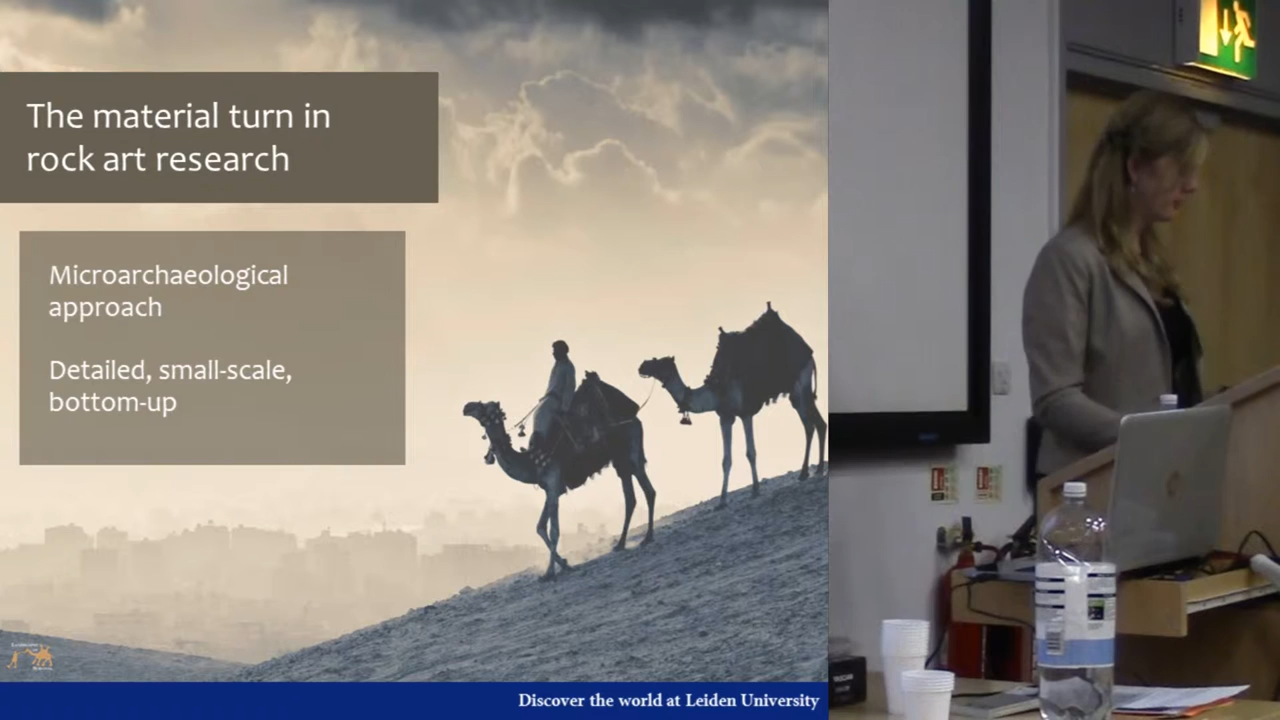 The material turn in
rock art research
Microarchaeological
approach
Detailed, small-scale,
bottom-up
Discover the world at Leiden University